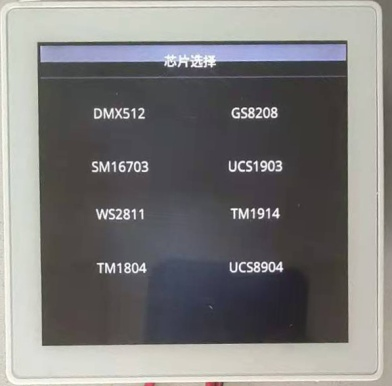 芯片选择
DMX512 GS8208
SM16703 UCS1903
WS2811 TM1914
TM1804 UCS8904